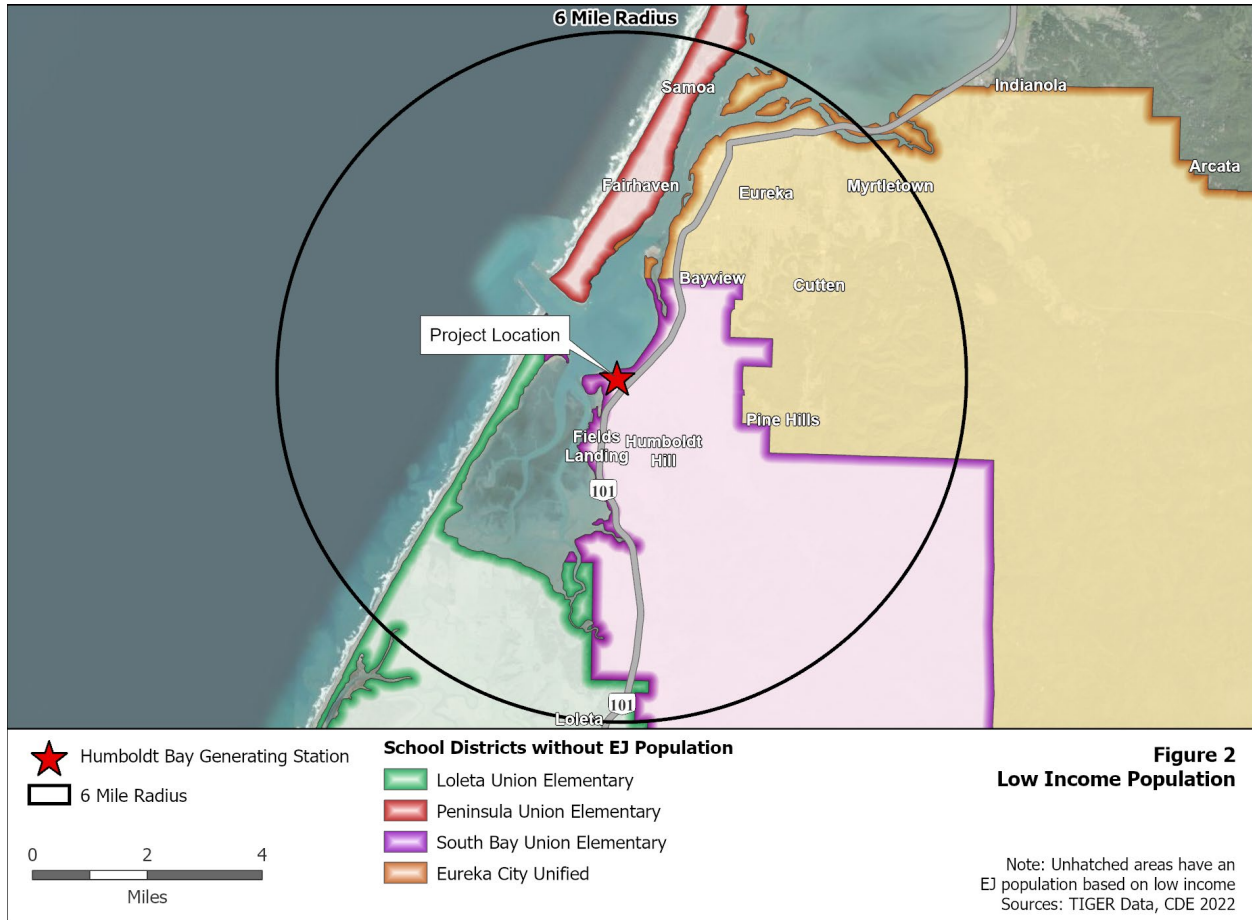 6 Mile Radius
Samoa
Indianola
Arcata
Fairhaven
Eureka
Myrtletown
Bayview
Cutten
Project Location
Pine Hills
Fields
Landing
Humboldt
Hill
101
101
Loleta
Humboldt Bay Generating Station
6 Mile Radius
0 2 4
Miles
School Districts without EJ Population
Loleta Union Elementary
Peninsula Union Elementary
South Bay Union Elementary
Eureka City Unified
Figure 2
Low Income Population
Note: Unhatched areas have an
EJ population based on low income
Sources: TIGER Data, CDE 2022